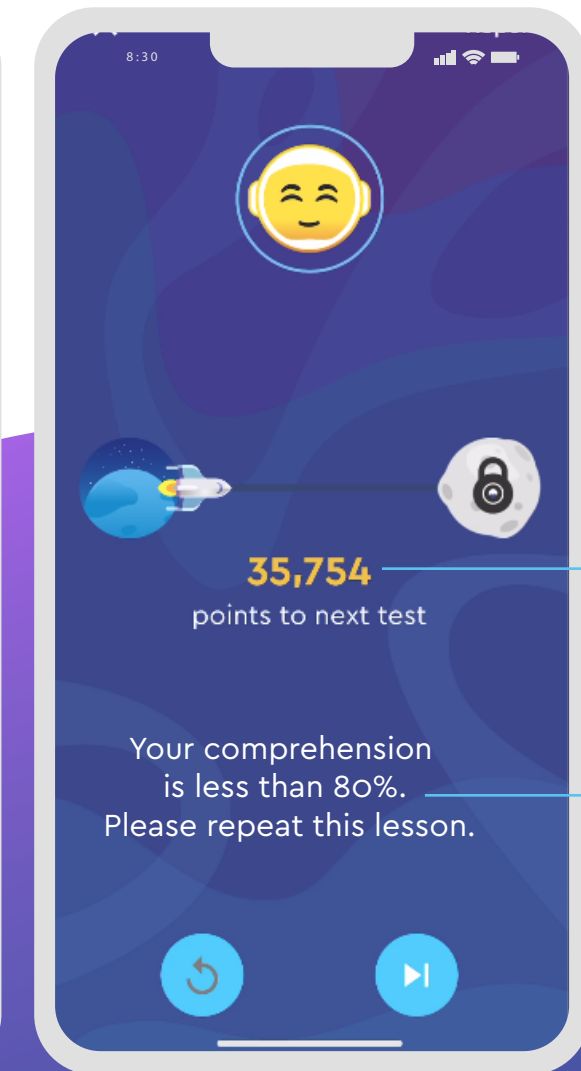 8:30
35,754
points to next test
Your comprehension
is less than 80%.
Please repeat this lesson.